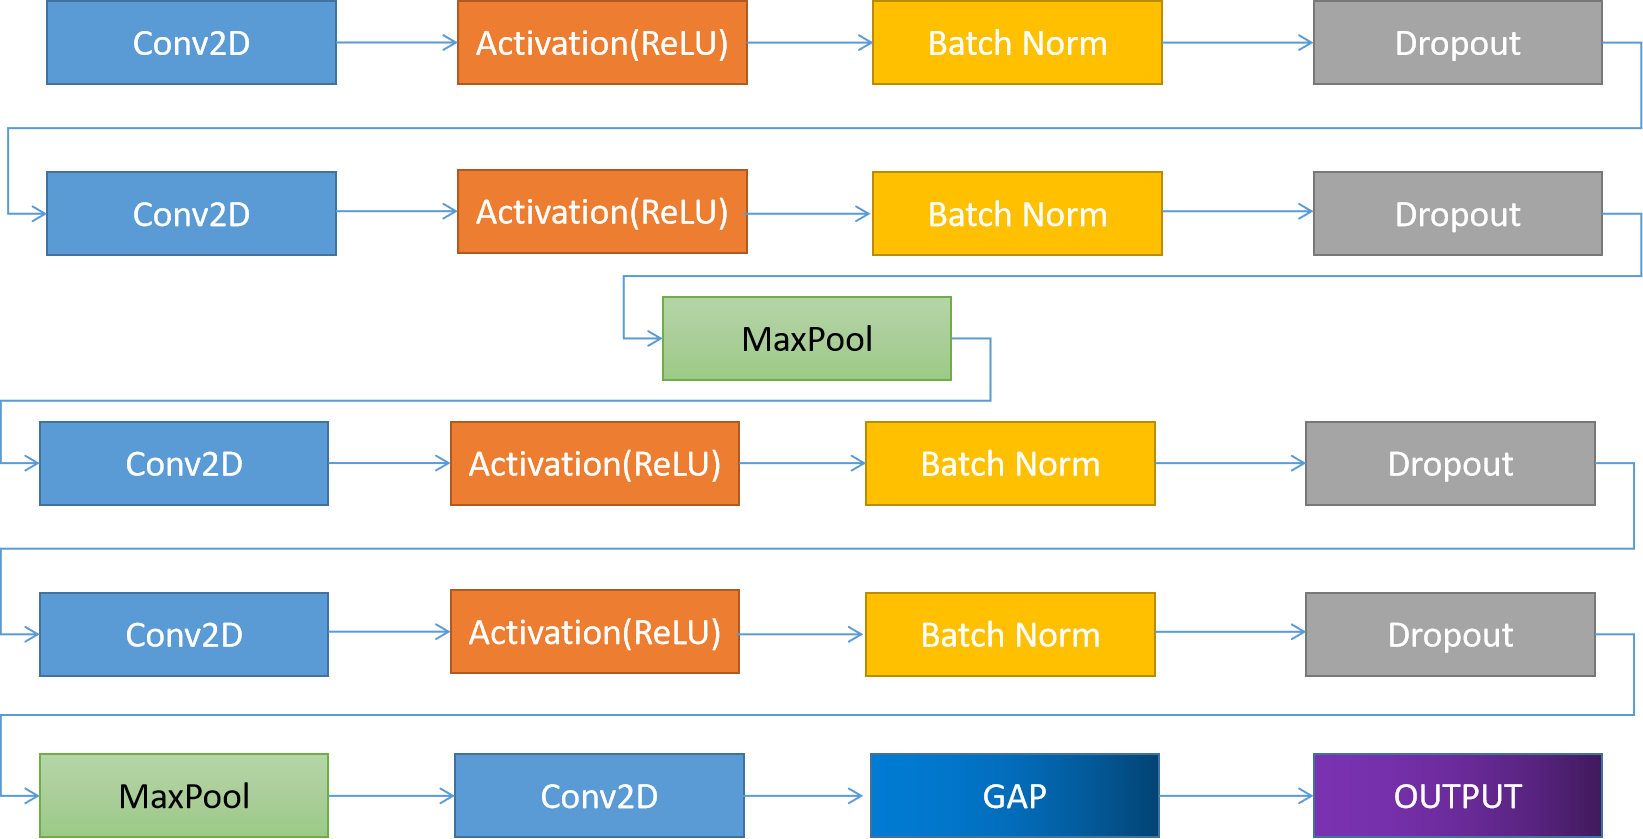 Conv2D
Activation(ReLU)
Batch Norm
Dropout
Conv2D
Activation(ReLU)
Batch Norm
Dropout
MaxPool
Conv2D
Activation(ReLU)
Batch Norm
Dropout
Conv2D
Activation(ReLU)
Batch Norm
Dropout
MaxPool
Conv2D
GAP
OUTPUT